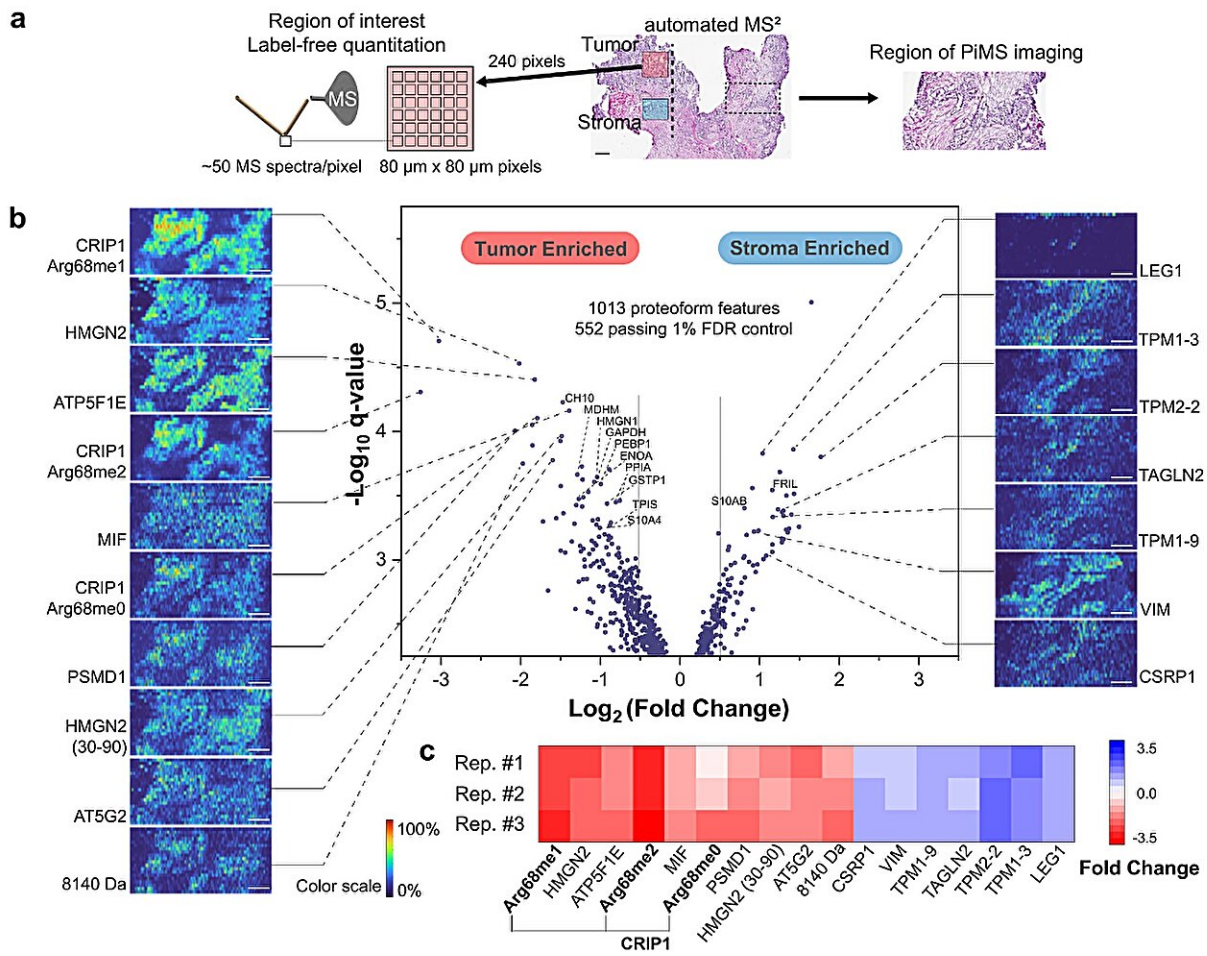 a
Region of interest
Label-free quantitation
240 pixels
MS
~50 MS spectra/pixel
80 µm x 80 µm pixels
automated MS²
Tumor
Stroma
Region of PiMS imaging
b
CRIP1
Arg68me1
HMGN2
ATP5F1E
CRIP1
Arg68me2
MIF
CRIP1
Arg68me0
PSMD1
HMGN2
(30-90)
AT5G2
8140 Da
Color scale
100%
0%
Tumor Enriched
Stroma Enriched
1013 proteoform features
552 passing 1% FDR control
-Log10 q-value
5
4
3
CH10
MDHM
HMGN1
GAPDH
PEBP1
ENOA
PPIA
GSTP1
TPIS
S10A4
S10AB
FRIL
-3
-2
-1
0
1
2
3
Log2 (Fold Change)
LEG1
TPM1-3
TPM2-2
TAGLN2
TPM1-9
VIM
CSRP1
c
Rep. #1
Rep. #2
Rep. #3
Arg68me1
HMGN2
ATP5F1E
Arg68me2
MIF
Arg68me0
PSMD1
HMGN2 (30-90)
AT5G2
8140 Da
CSRP1
VIM
TPM1-9
TAGLN2
TPM2-2
TPM1-3
LEG1
CRIP1
3.5
0.0
-3.5
Fold Change